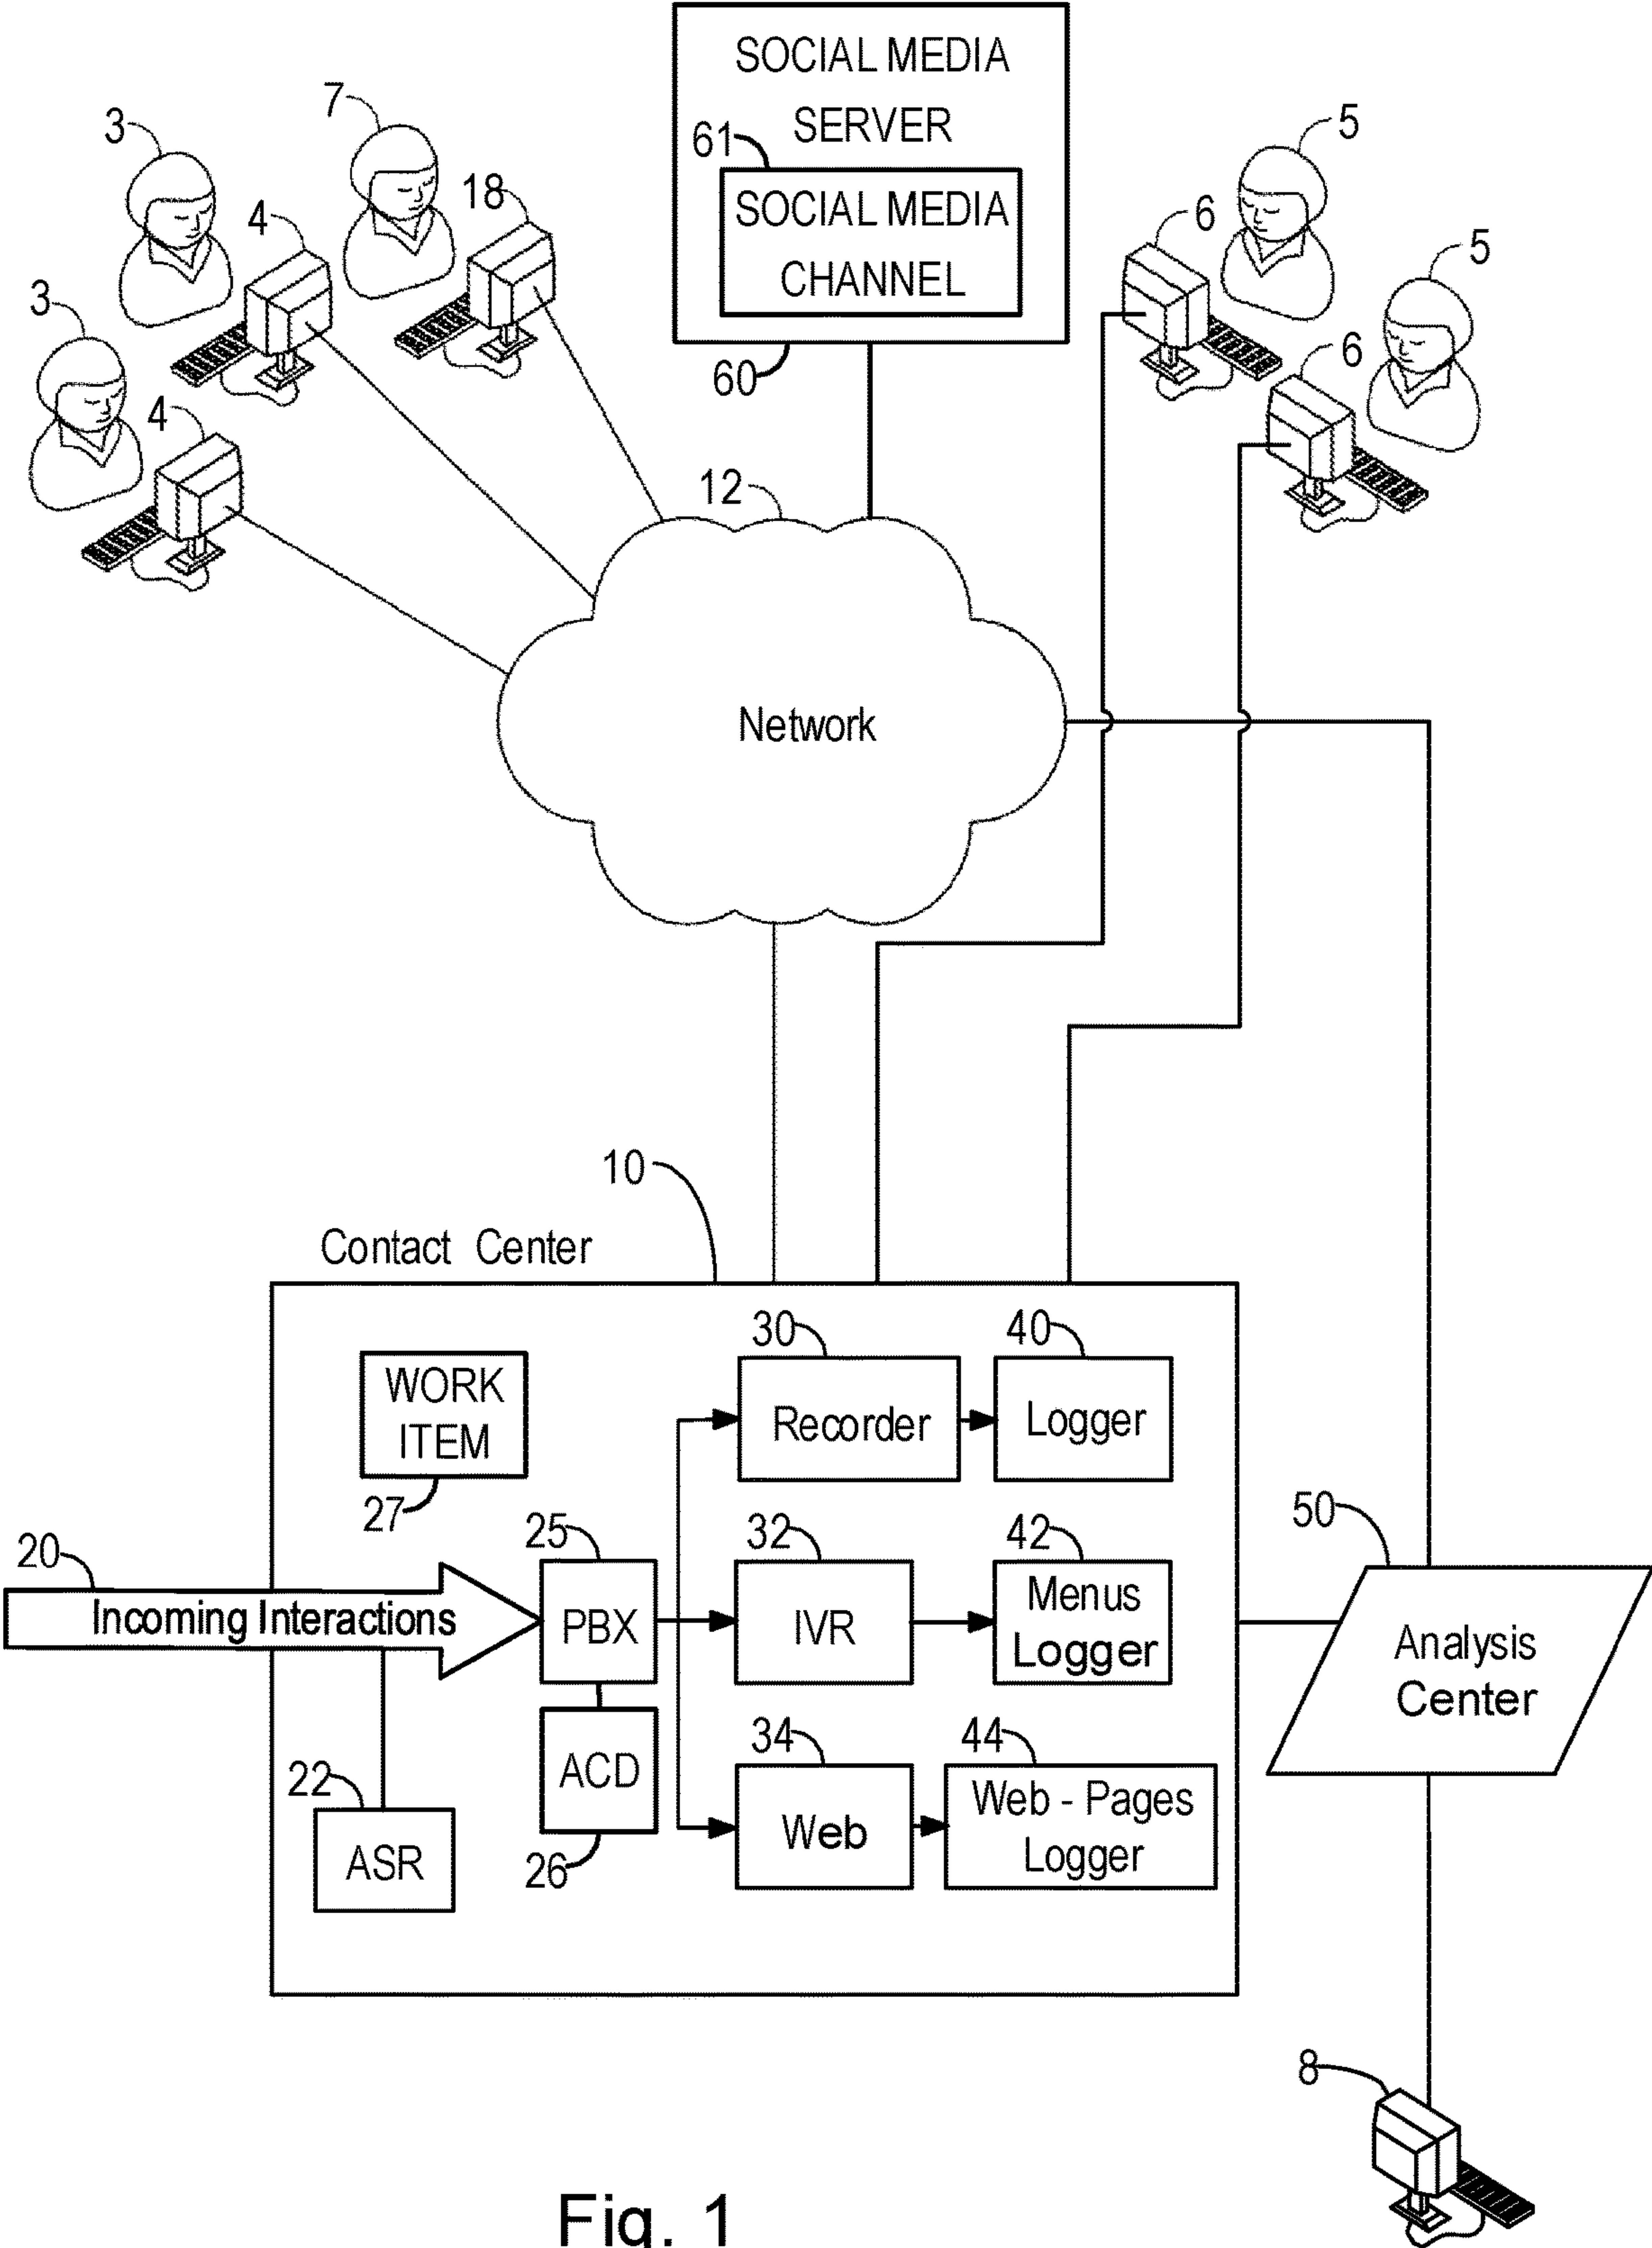 SOCIAL MEDIA
SERVER
61
SOCIAL MEDIA
CHANNEL
60
3
7
18
4
3
4
5
6
5
6
12
Network
10
Contact Center
WORK
ITEM
27
30
Recorder
40
Logger
20
Incoming Interactions
25
PBX
32
IVR
42
Menus
Logger
50
Analysis
Center
22
ASR
ACD
26
34
Web
44
Web - Pages
Logger
8
Fig. 1